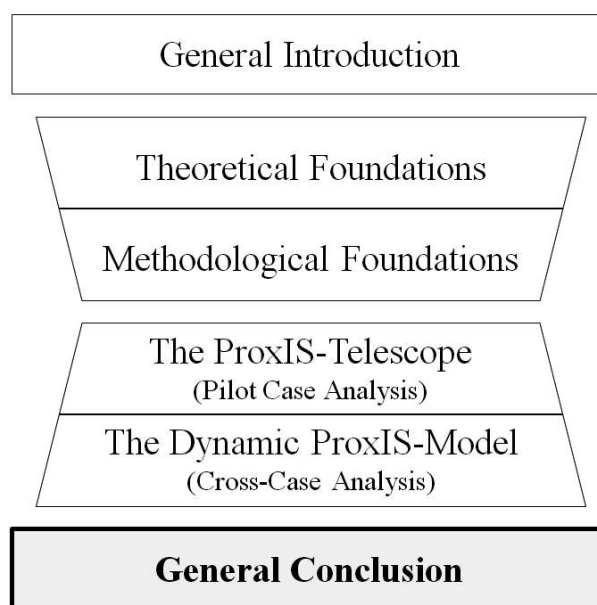 General Introduction
Theoretical Foundations
Methodological Foundations
The ProxIS-Telescope
(Pilot Case Analysis)
The Dynamic ProxIS-Model
(Cross-Case Analysis)
General Conclusion